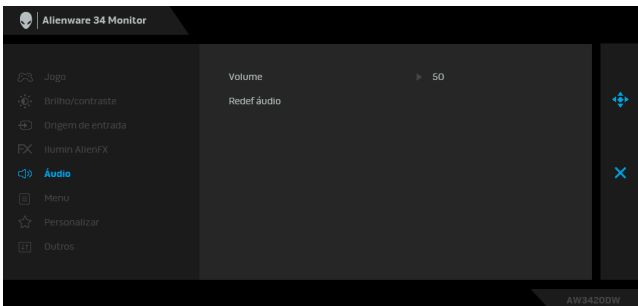 Alienware 34 Monitor
Jogo
Volume 50
Brilho/contraste
Redef áudio
Origem de entrada
FX Ilumin AlienFX
Áudio
Menu
Personalizar
Outros
AW3420DW